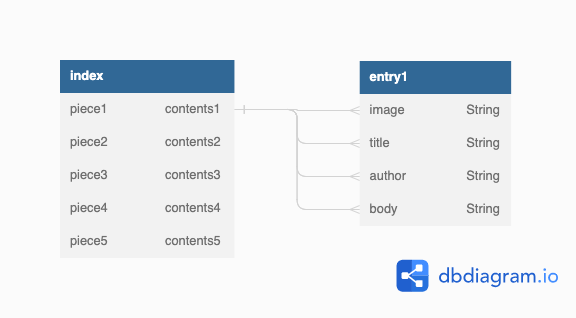 index
piece1 contents1
piece2 contents2
piece3 contents3
piece4 contents4
piece5 contents5
entry1
image String
title String
author String
body String
dbdiagram.io